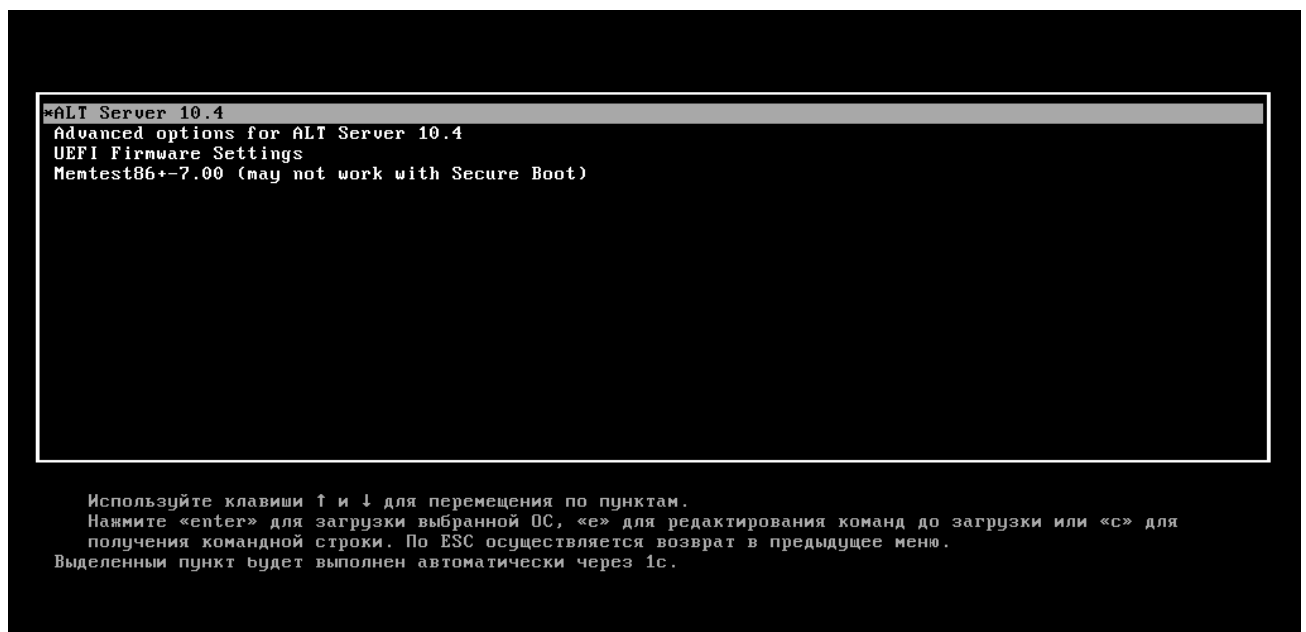 *ALT Server 10.4
Advanced options for ALT Server 10.4
UEFI Firmware Settings
Memtest86+-7.00 (may not work with Secure Boot)
Используйте клавиши ↑ и ↓ для перемещения по пунктам.
Нажмите «enter» для загрузки выбранной ОС, «e» для редактирования команд до загрузки или «c» для
получения командной строки. По ESC осуществляется возврат в предыдущее меню.
Выделенный пункт будет выполнен автоматически через 1с.